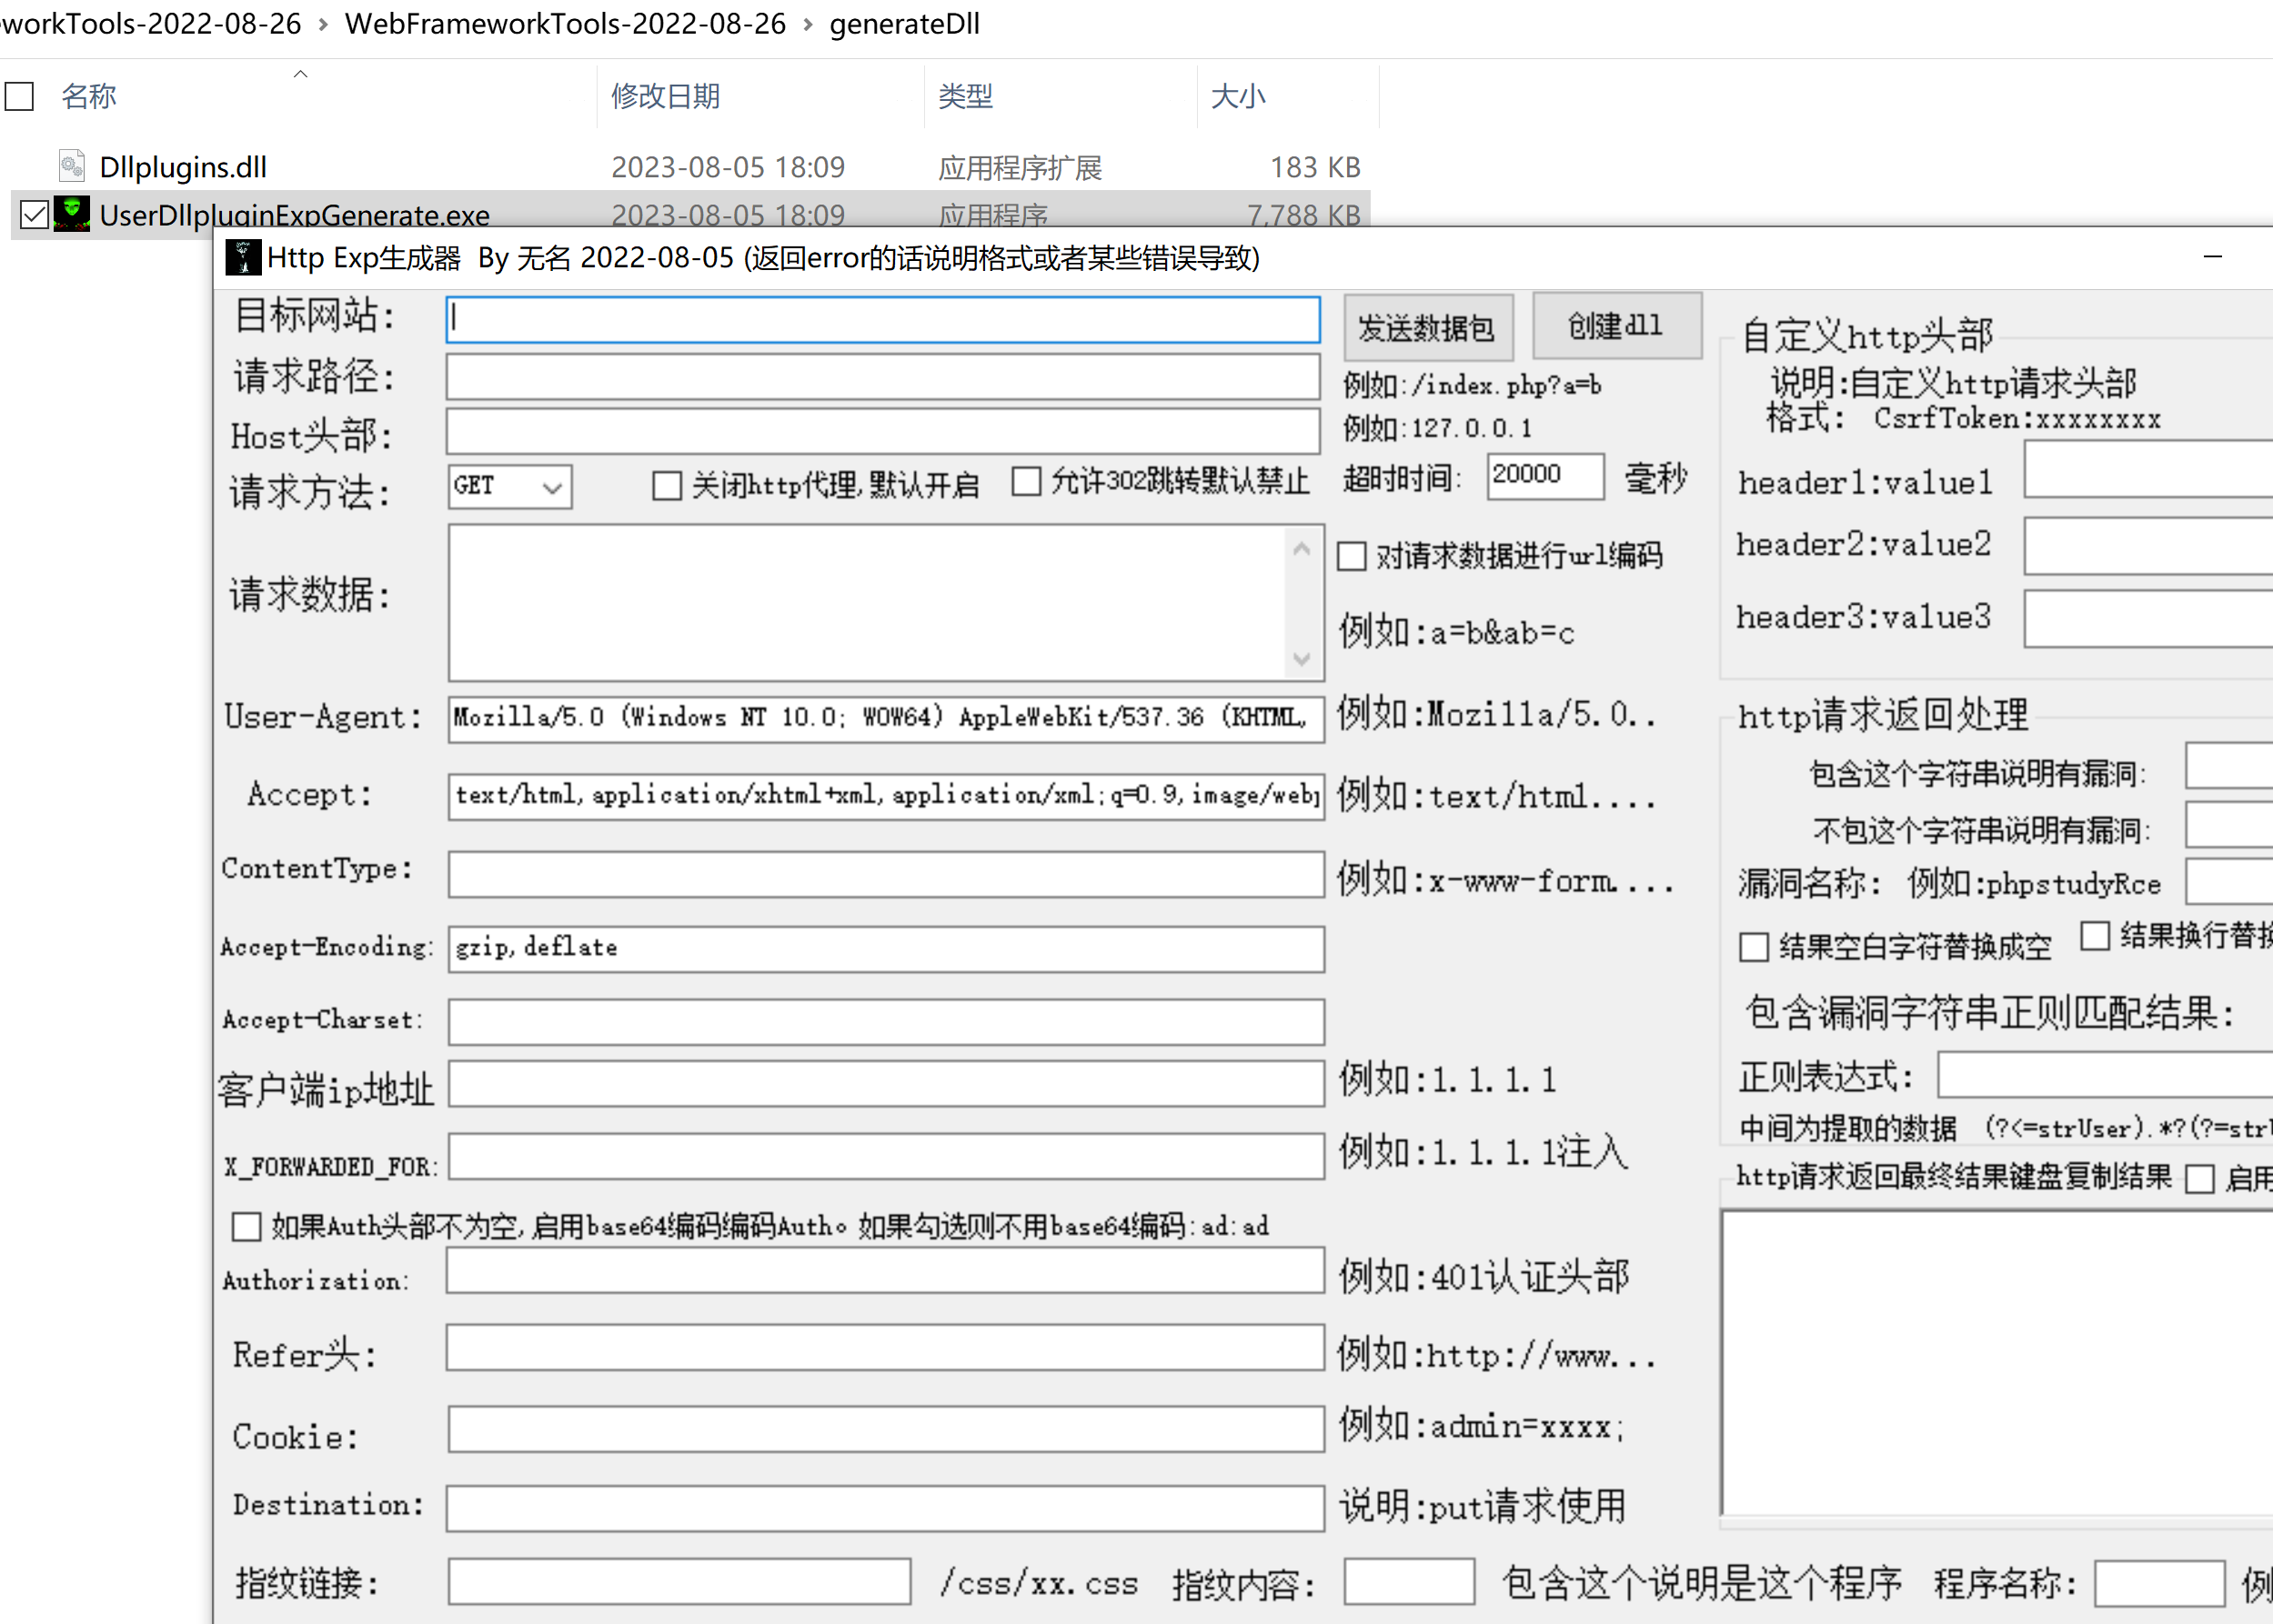 workTools-2022-08-26 › WebFrameworkTools-2022-08-26 › generateDll
名称 修改日期 类型 大小
Dllplugins.dll 2023-08-05 18:09 应用程序扩展 183 KB
UserDllpluginExpGenerate.exe 2023-08-05 18:09 应用程序 7,788 KB
Http Exp生成器 By 无名 2022-08-05 (返回error的话说明格式或者某些错误导致)
目标网站: 发送数据包 创建dll
请求路径: 例如:/index.php?a=b
Host头部: 例如:127.0.0.1
请求方法: GET 关闭http代理,默认开启 允许302跳转默认禁止 超时时间: 20000 毫秒
请求数据: 对请求数据进行url编码
例如:a=b&ab=c
User-Agent: Mozilla/5.0 (Windows NT 10.0; WOW64) AppleWebKit/537.36 (KHTML, 例如:Mozilla/5.0..
Accept: text/html,application/xhtml+xml,application/xml;q=0.9,image/web 例如:text/html....
ContentType: 例如:x-www-form....
Accept-Encoding: gzip,deflate
Accept-Charset:
客户端ip地址 例如:1.1.1.1
X_FORWARDED_FOR: 例如:1.1.1.1注入
如果Auth头部不为空,启用base64编码编码Auth。如果勾选则不用base64编码:ad:ad
Authorization: 例如:401认证头部
Refer头: 例如:http://www...
Cookie: 例如:admin=xxxx;
Destination: 说明:put请求使用
指纹链接: /css/xx.css 指纹内容: 包含这个说明是这个程序 程序名称: 例
自定义http头部
说明:自定义http请求头部
格式: CsrfToken:xxxxxxxx
header1:value1
header2:value2
header3:value3
http请求返回处理
包含这个字符串说明有漏洞:
不包这个字符串说明有漏洞:
漏洞名称: 例如:phpstudyRce
结果空白字符替换成空 结果换行替换
包含漏洞字符串正则匹配结果:
正则表达式:
中间为提取的数据 (?<=strUser).*?(?=str
http请求返回最终结果键盘复制结果 启用